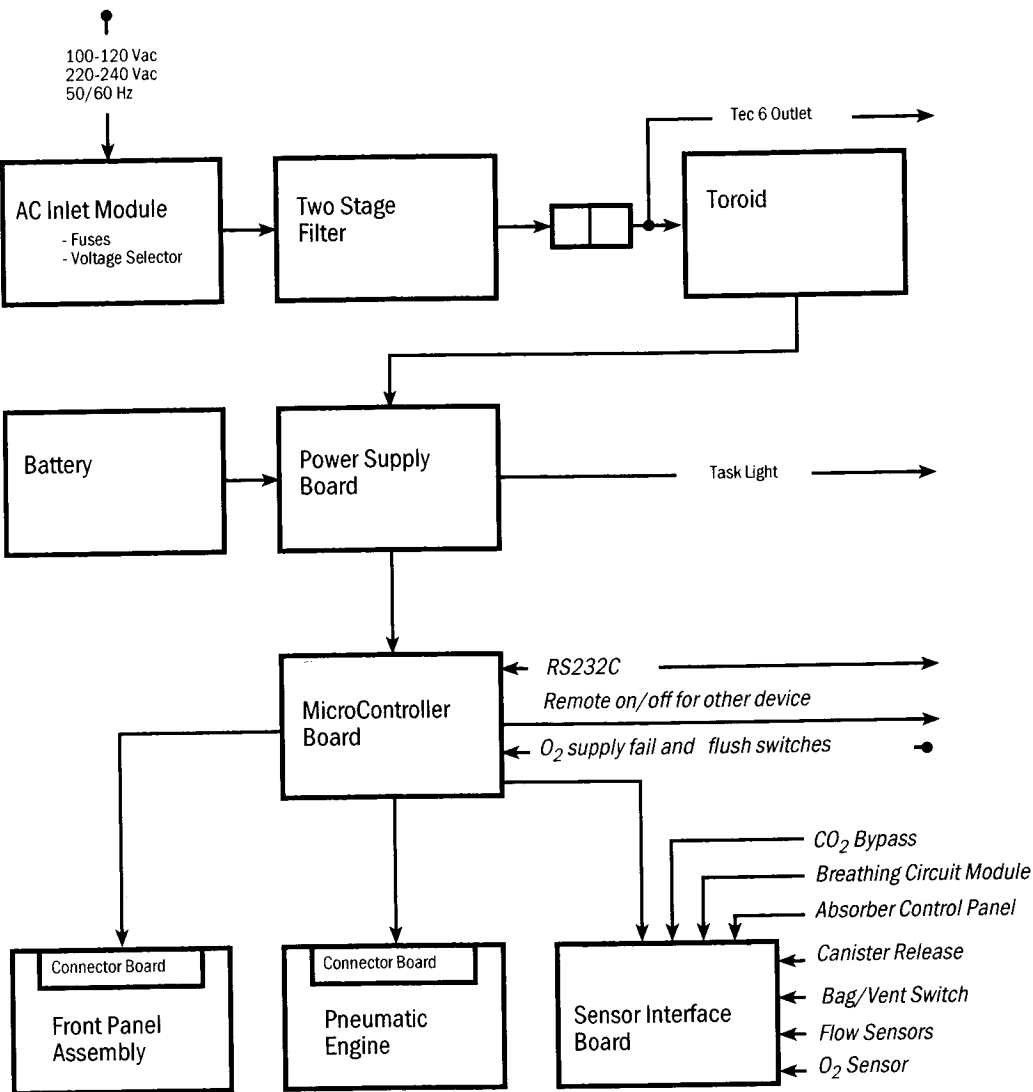 100-120 Vac
220-240 Vac
50/60 Hz
Tec 6 Outlet
AC Inlet Module
- Fuses
- Voltage Selector
Two Stage
Filter
Toroid
Battery
Power Supply
Board
Task Light
MicroController
Board
RS232C
Remote on/off for other device
O2 supply fail and flush switches
CO2 Bypass
Breathing Circuit Module
Absorber Control Panel
Canister Release
Bag/Vent Switch
Flow Sensors
O2 Sensor
Connector Board
Front Panel
Assembly
Connector Board
Pneumatic
Engine
Sensor Interface
Board